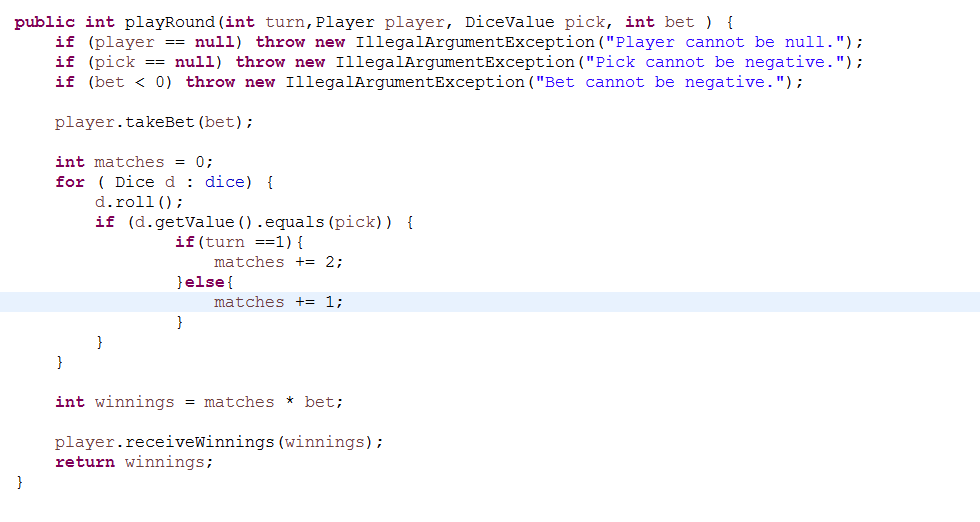 public int playRound(int turn,Player player, DiceValue pick, int bet ) {
    if (player == null) throw new IllegalArgumentException("Player cannot be null.");
    if (pick == null) throw new IllegalArgumentException("Pick cannot be negative.");
    if (bet < 0) throw new IllegalArgumentException("Bet cannot be negative.");
    player.takeBet(bet);
    int matches = 0;
    for ( Dice d : dice) {
        d.roll();
        if (d.getValue().equals(pick)) {
                if(turn ==1){
                    matches += 2;
                }else{
                    matches += 1;
                }
        }
    }
    int winnings = matches * bet;
    player.receiveWinnings(winnings);
    return winnings;
}